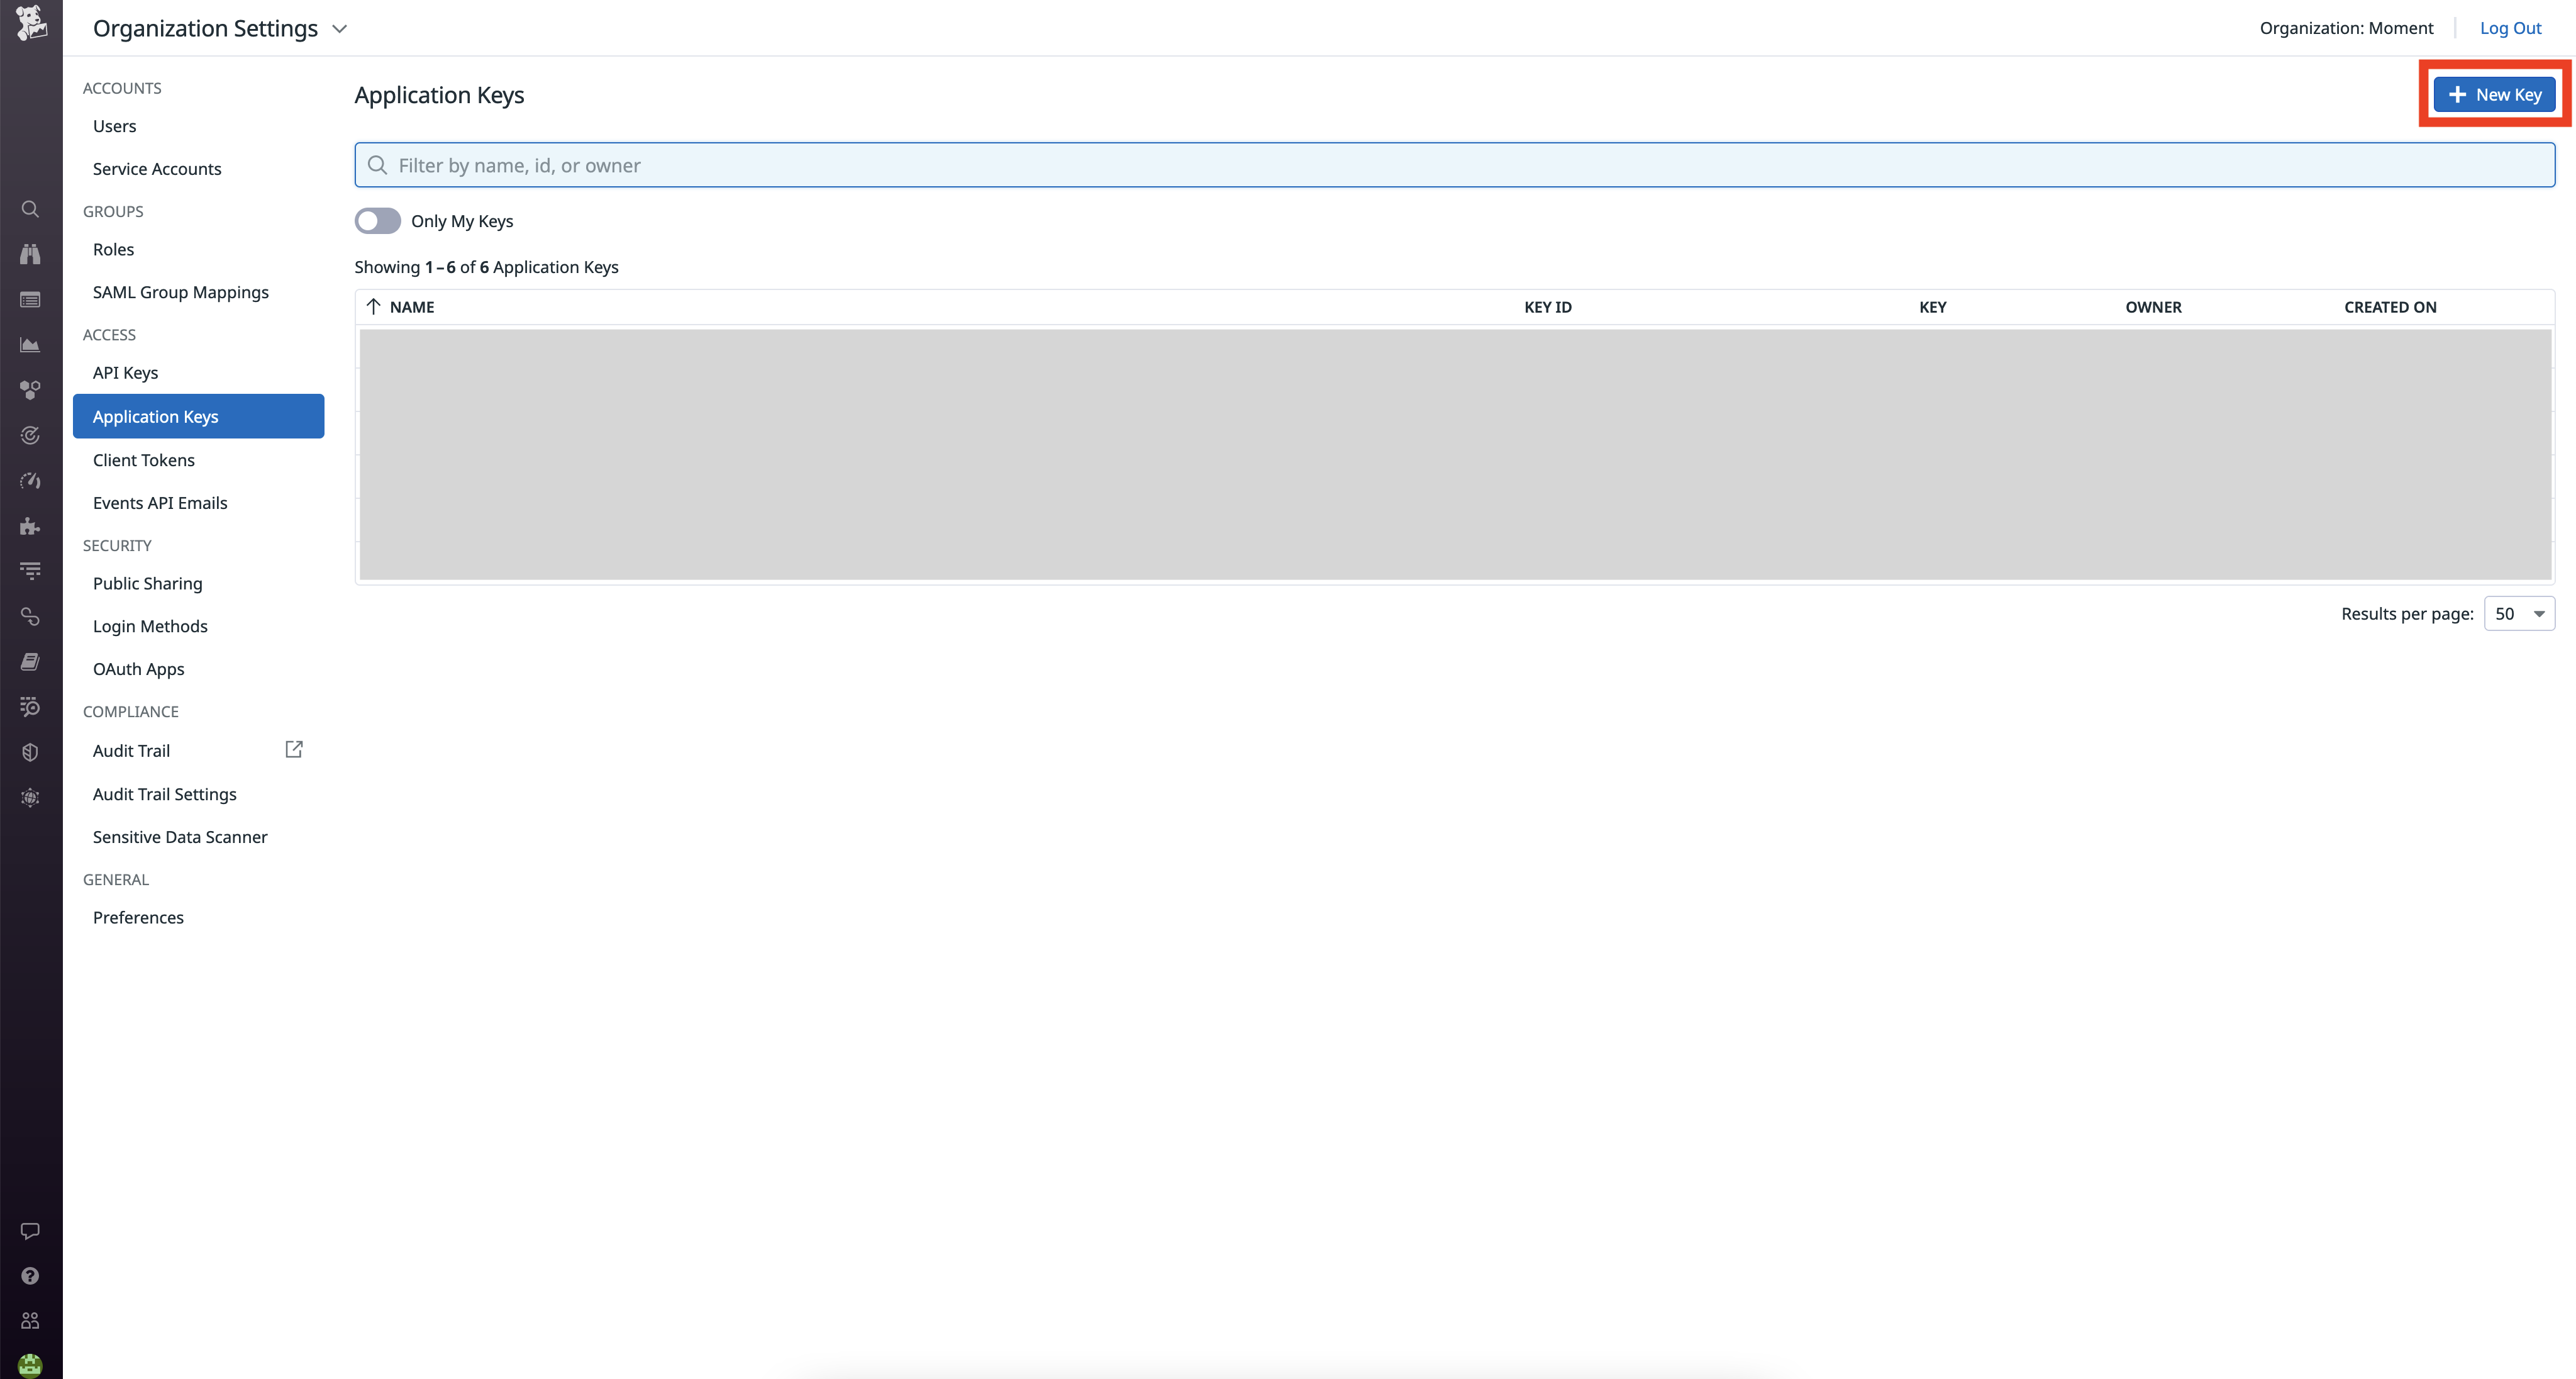 Organization Settings
Organization: Moment
Log Out
ACCOUNTS
Users
Service Accounts
GROUPS
Roles
SAML Group Mappings
ACCESS
API Keys
Application Keys
Client Tokens
Events API Emails
SECURITY
Public Sharing
Login Methods
OAuth Apps
COMPLIANCE
Audit Trail
Audit Trail Settings
Sensitive Data Scanner
GENERAL
Preferences
Application Keys
New Key
Filter by name, id, or owner
Only My Keys
Showing 1–6 of 6 Application Keys
NAME KEY ID KEY OWNER CREATED ON
Results per page: 50